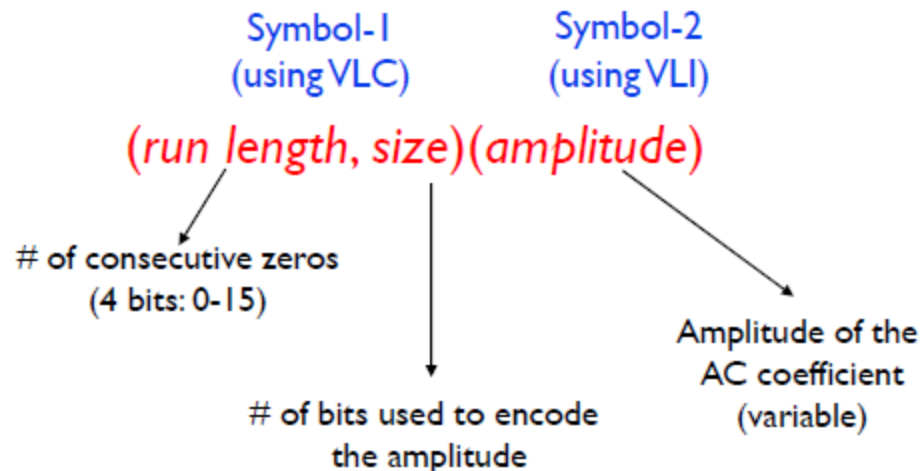 Symbol-1 Symbol-2
(using VLC) (using VLI)
(run length, size)(amplitude)
# of consecutive zeros
(4 bits: 0-15)
Amplitude of the
AC coefficient
(variable)
# of bits used to encode
the amplitude